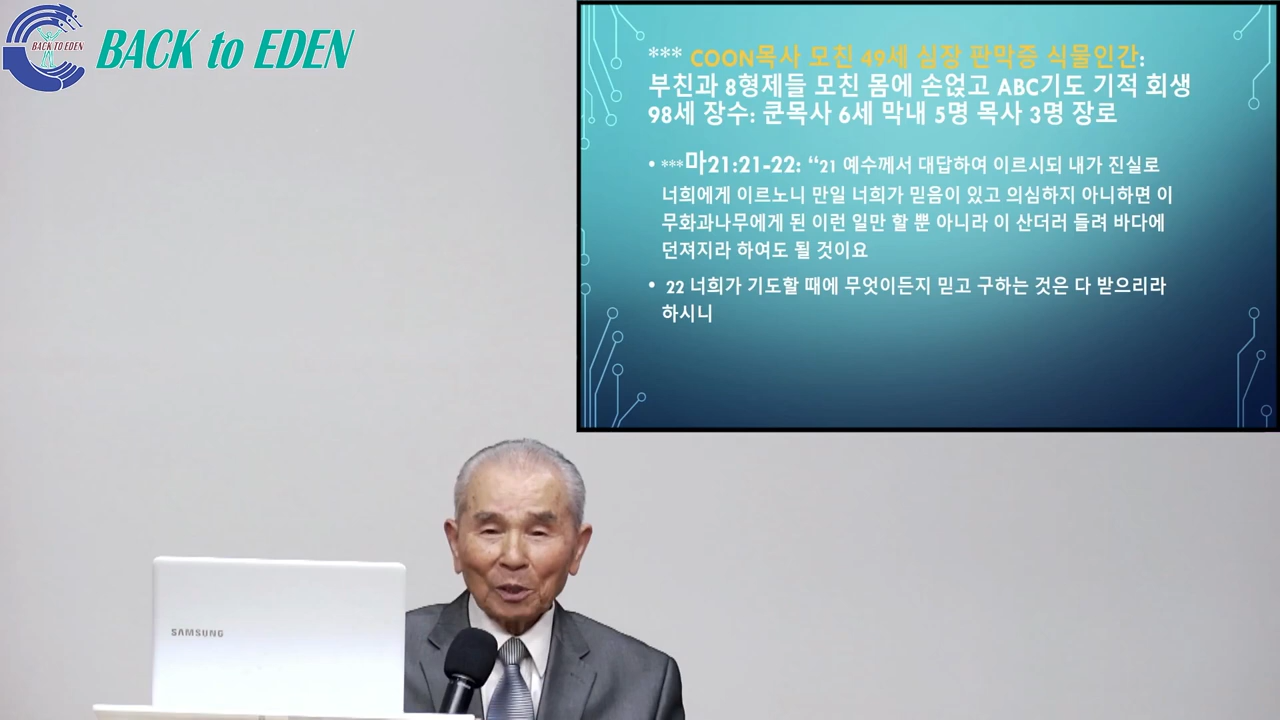 BACK TO EDEN
BACK to EDEN
*** COON목사 모친 49세 심장 판막증 식물인간:
부친과 8형제들 모친 몸에 손얹고 ABC기도 기적 회생
98세 장수: 쿤목사 6세 막내 5명 목사 3명 장로
• ***마21:21-22: “21 예수께서 대답하여 이르시되 내가 진실로
너희에게 이르노니 만일 너희가 믿음이 있고 의심하지 아니하면 이
무화과나무에게 된 이런 일만 할 뿐 아니라 이 산더러 들려 바다에
던져지라 하여도 될 것이요
• 22 너희가 기도할 때에 무엇이든지 믿고 구하는 것은 다 받으리라
하시니
SAMSUNG